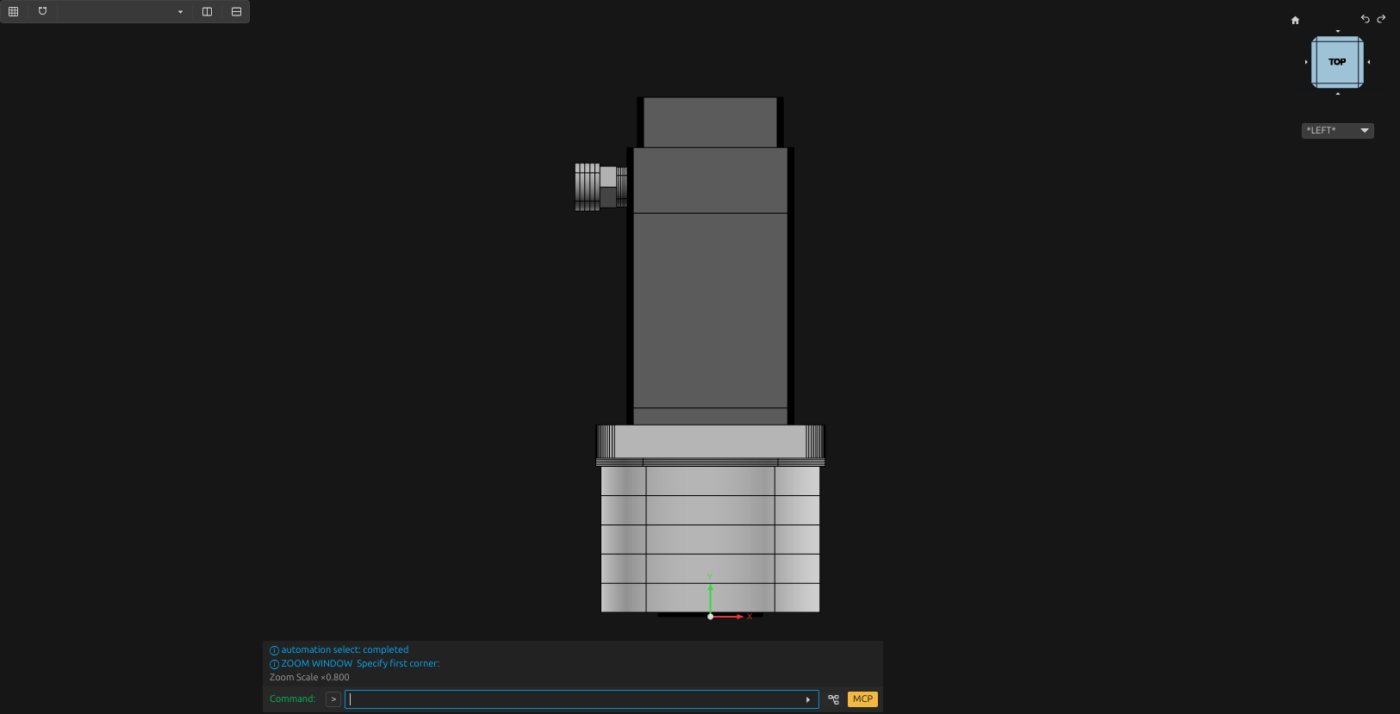 TOP
*LEFT*
Y
X
automation select: completed
ZOOM WINDOW  Specify first corner:
Zoom Scale ×0.800
Command: >
MCP